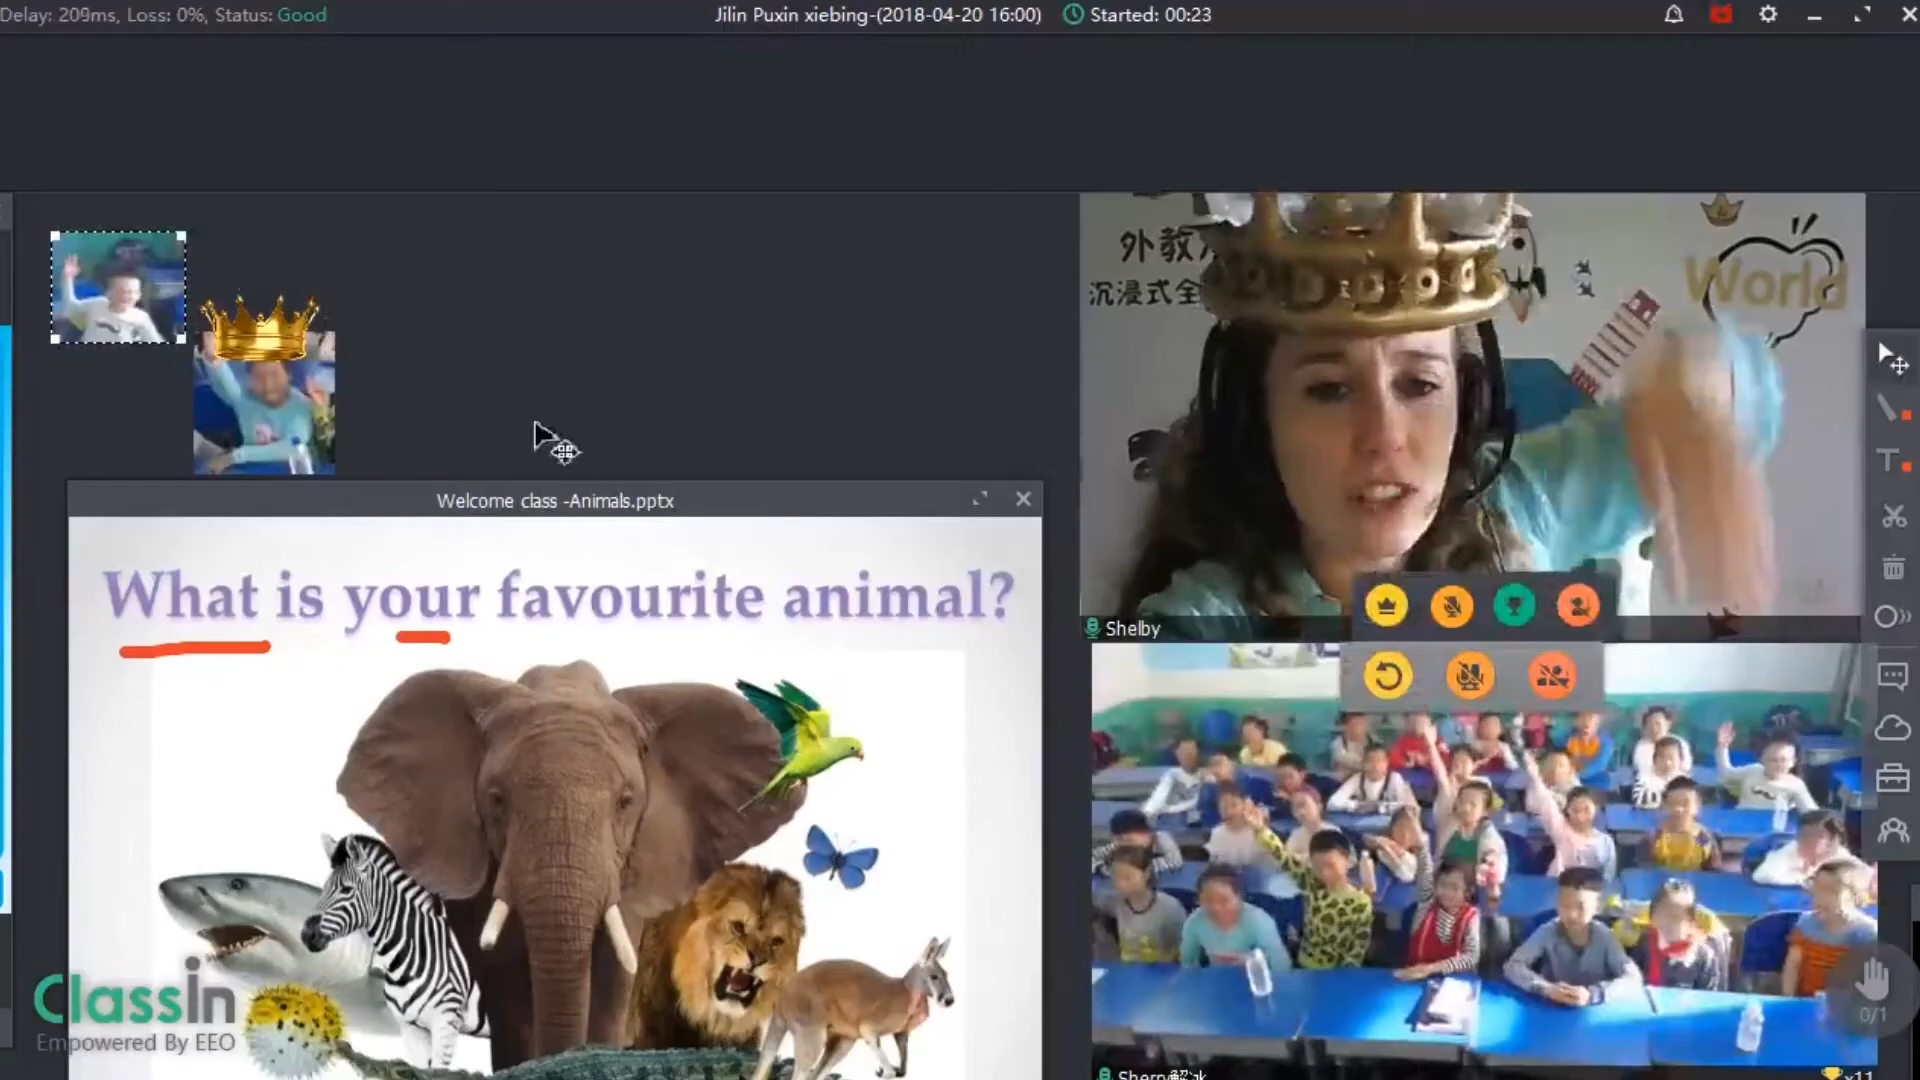 Delay: 209ms, Loss: 0%, Status: Good
Jilin Puxin xiebing-(2018-04-20 16:00)
Started: 00:23
外教
沉浸式全
World
Shelby
Welcome class -Animals.pptx
What is your favourite animal?
ClassIn
Empowered By EEO
0/1
x11